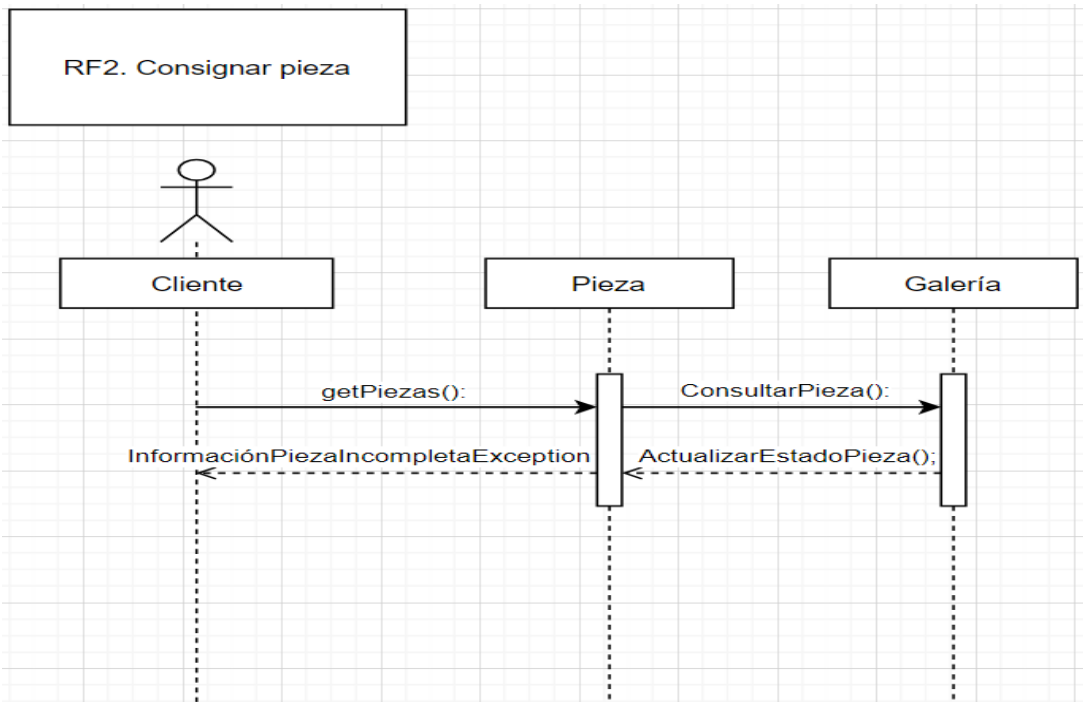 RF2. Consignar pieza
Cliente
Pieza
Galería
getPiezas():
ConsultarPieza():
InformaciónPiezaIncompletaException
ActualizarEstadoPieza();